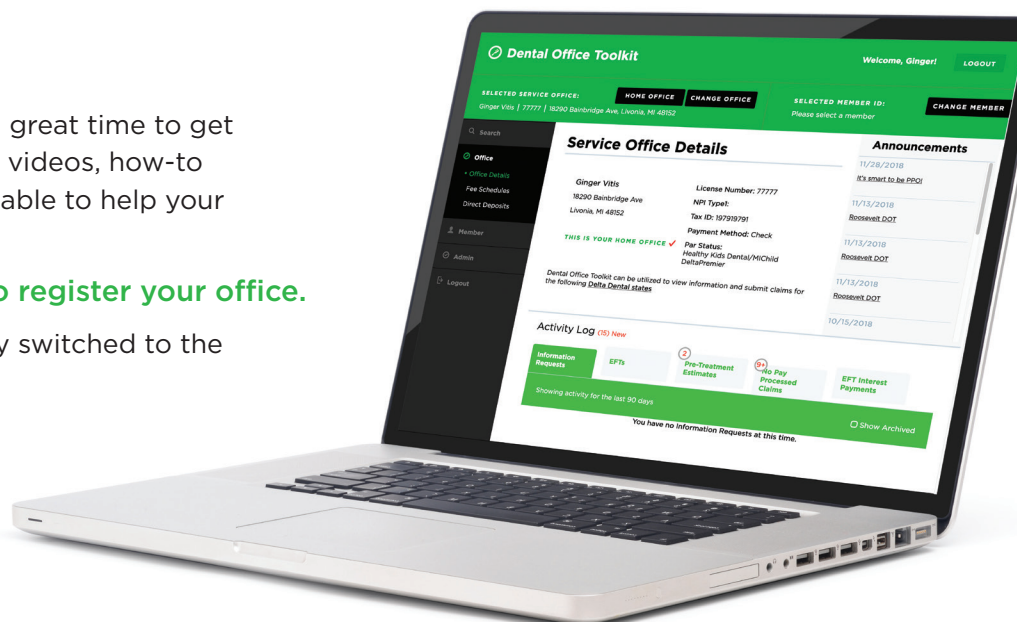 great time to get
videos, how-to
able to help your
o register your office.
y switched to the
Dental Office Toolkit
Welcome, Ginger!
LOGOUT
SELECTED SERVICE OFFICE:
HOME OFFICE
CHANGE OFFICE
Ginger Vitis | 77777 | 18290 Bainbridge Ave, Livonia, MI 48152
SELECTED MEMBER ID:
Please select a member
CHANGE MEMBER
Search
Office
• Office Details
Fee Schedules
Direct Deposits
Member
Admin
Logout
Service Office Details
Ginger Vitis
18290 Bainbridge Ave
Livonia, MI 48152
THIS IS YOUR HOME OFFICE
License Number: 77777
NPI Type1:
Tax ID: 197919791
Payment Method: Check
Par Status:
Healthy Kids Dental/MIChild
DeltaPremier
Dental Office Toolkit can be utilized to view information and submit claims for
the following Delta Dental states
Announcements
11/28/2018
It's smart to be PPO!
11/13/2018
Roosevelt DOT
11/13/2018
Roosevelt DOT
11/13/2018
Roosevelt DOT
10/15/2018
Activity Log (15) New
Information
Requests
EFTs
2
Pre-Treatment
Estimates
9+
No Pay
Processed
Claims
EFT Interest
Payments
Showing activity for the last 90 days
Show Archived
You have no Information Requests at this time.